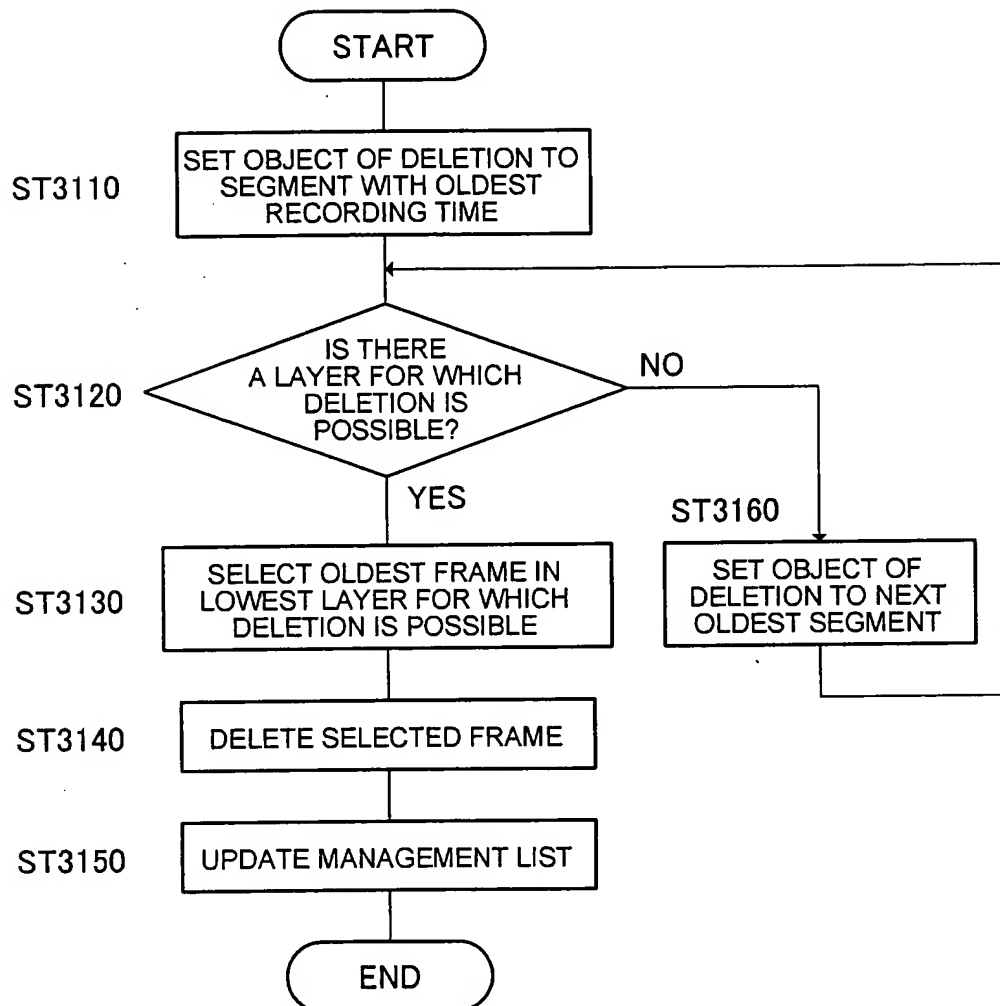 START
ST3110
SET OBJECT OF DELETION TO
SEGMENT WITH OLDEST
RECORDING TIME
ST3120
IS THERE
A LAYER FOR WHICH
DELETION IS
POSSIBLE?
NO
YES
ST3160
SET OBJECT OF
DELETION TO NEXT
OLDEST SEGMENT
ST3130
SELECT OLDEST FRAME IN
LOWEST LAYER FOR WHICH
DELETION IS POSSIBLE
ST3140
DELETE SELECTED FRAME
ST3150
UPDATE MANAGEMENT LIST
END